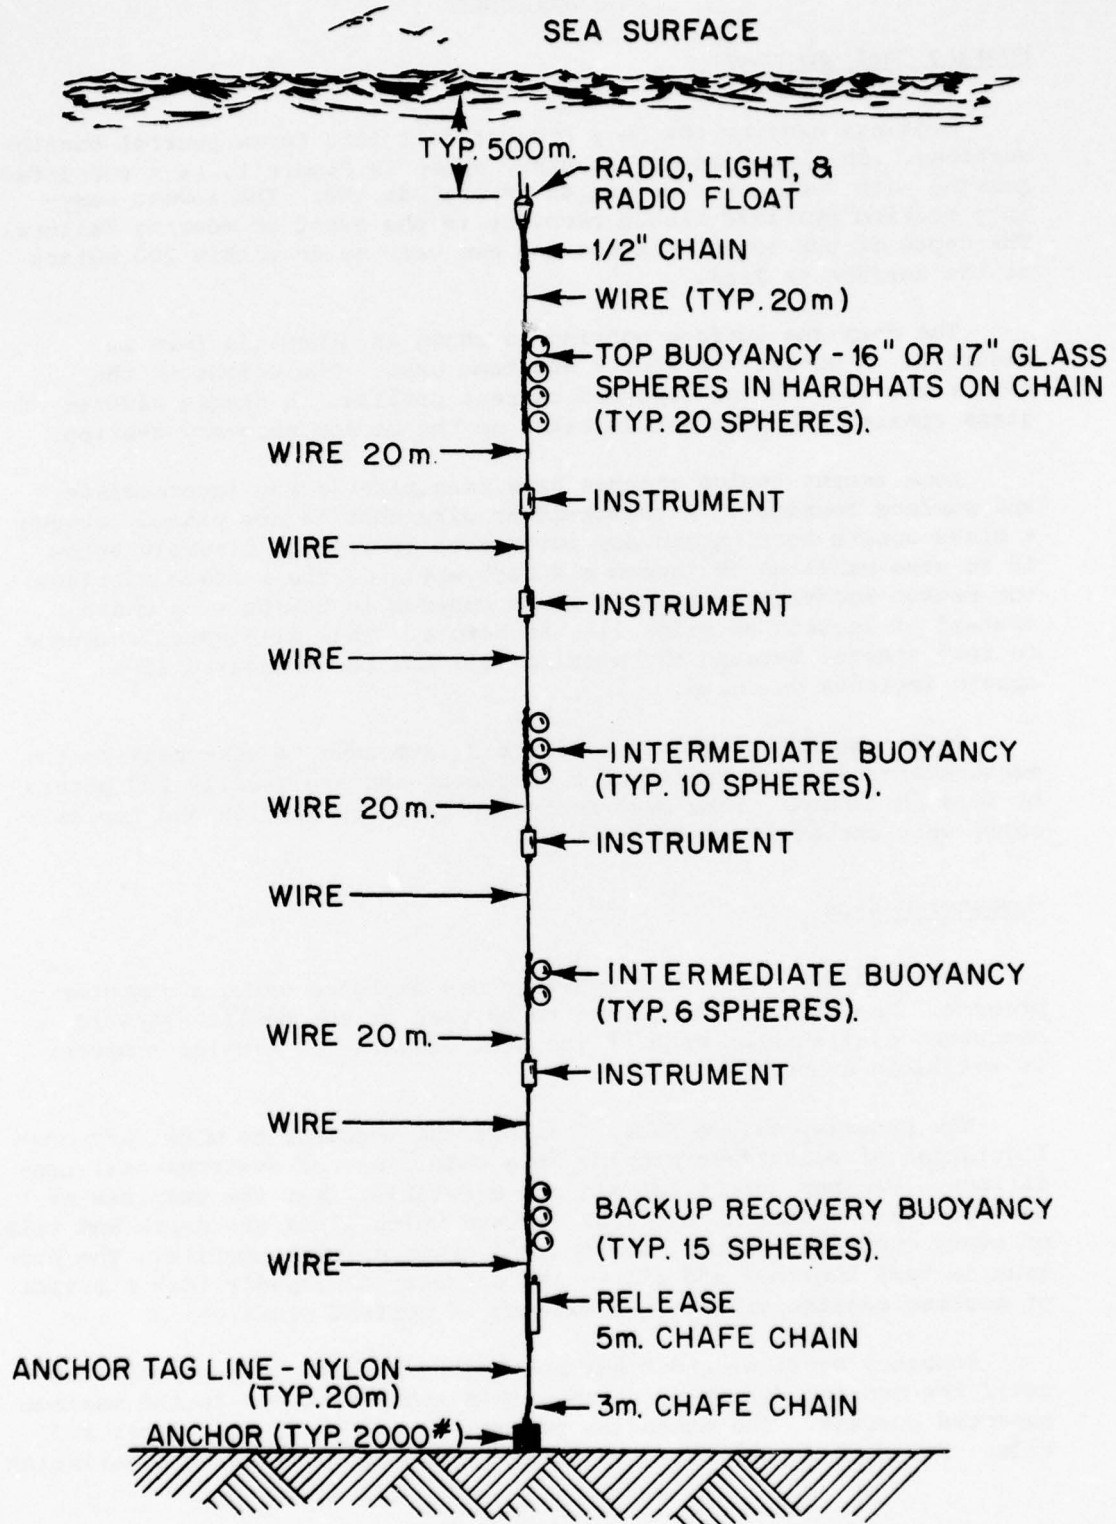 SEA SURFACE
TYP. 500m.
RADIO, LIGHT, &
RADIO FLOAT
1/2" CHAIN
WIRE (TYP. 20m)
TOP BUOYANCY - 16" OR 17" GLASS
SPHERES IN HARDHATS ON CHAIN
(TYP. 20 SPHERES).
WIRE 20m.
INSTRUMENT
WIRE
INSTRUMENT
WIRE
INTERMEDIATE BUOYANCY
(TYP. 10 SPHERES).
WIRE 20m.
INSTRUMENT
WIRE
INTERMEDIATE BUOYANCY
(TYP. 6 SPHERES).
WIRE 20m.
INSTRUMENT
WIRE
BACKUP RECOVERY BUOYANCY
(TYP. 15 SPHERES).
WIRE
RELEASE
5m. CHAFE CHAIN
ANCHOR TAG LINE - NYLON
(TYP. 20m)
3m. CHAFE CHAIN
ANCHOR (TYP. 2000#)